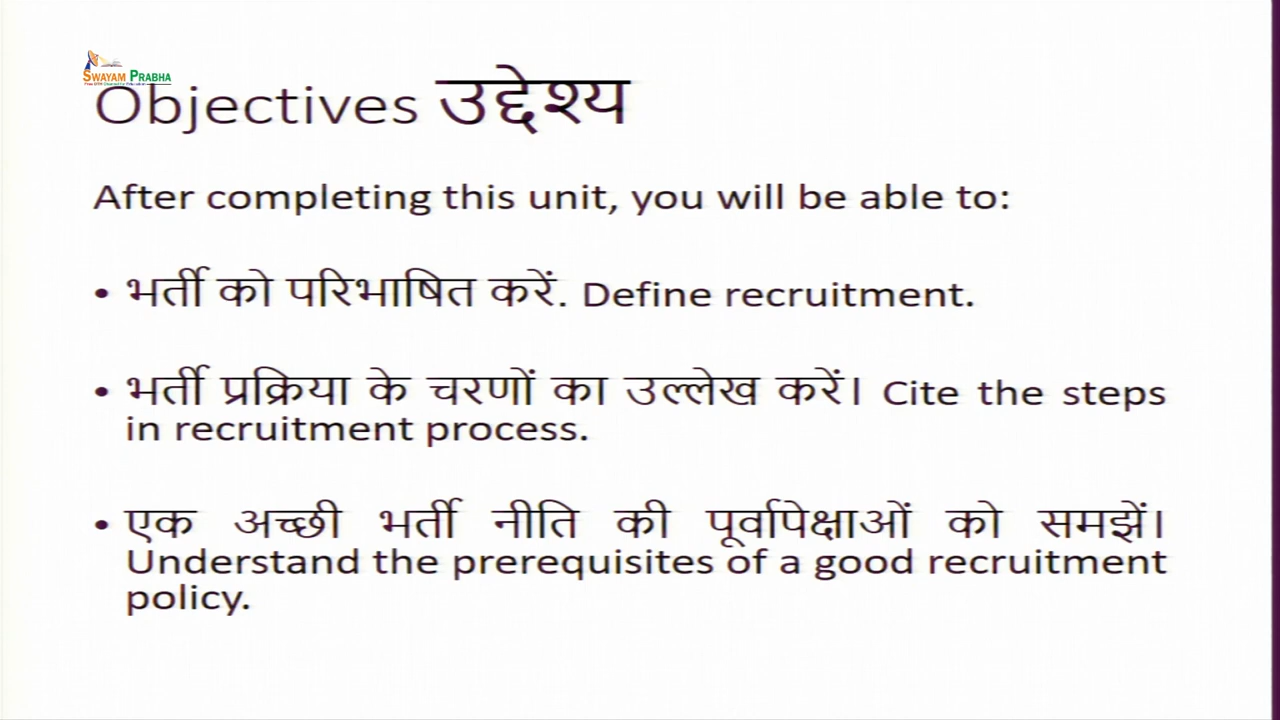 SWAYAM PRABHA
Objectives उद्देश्य
After completing this unit, you will be able to:
• भर्ती को परिभाषित करें. Define recruitment.
• भर्ती प्रक्रिया के चरणों का उल्लेख करें। Cite the steps
in recruitment process.
• एक अच्छी भर्ती नीति की पूर्वापेक्षाओं को समझें।
Understand the prerequisites of a good recruitment
policy.